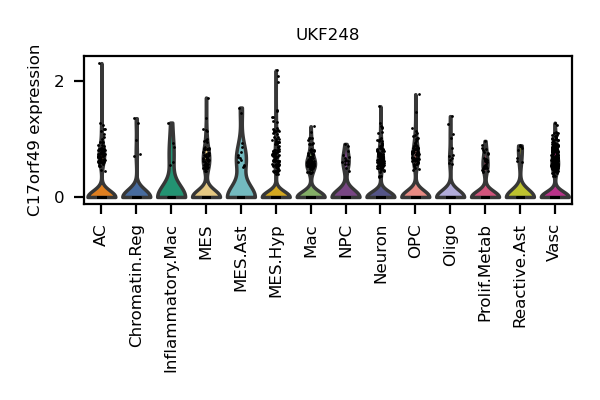 UKF248
C17orf49 expression
2
0
AC
Chromatin.Reg
Inflammatory.Mac
MES
MES.Ast
MES.Hyp
Mac
NPC
Neuron
OPC
Oligo
Prolif.Metab
Reactive.Ast
Vasc